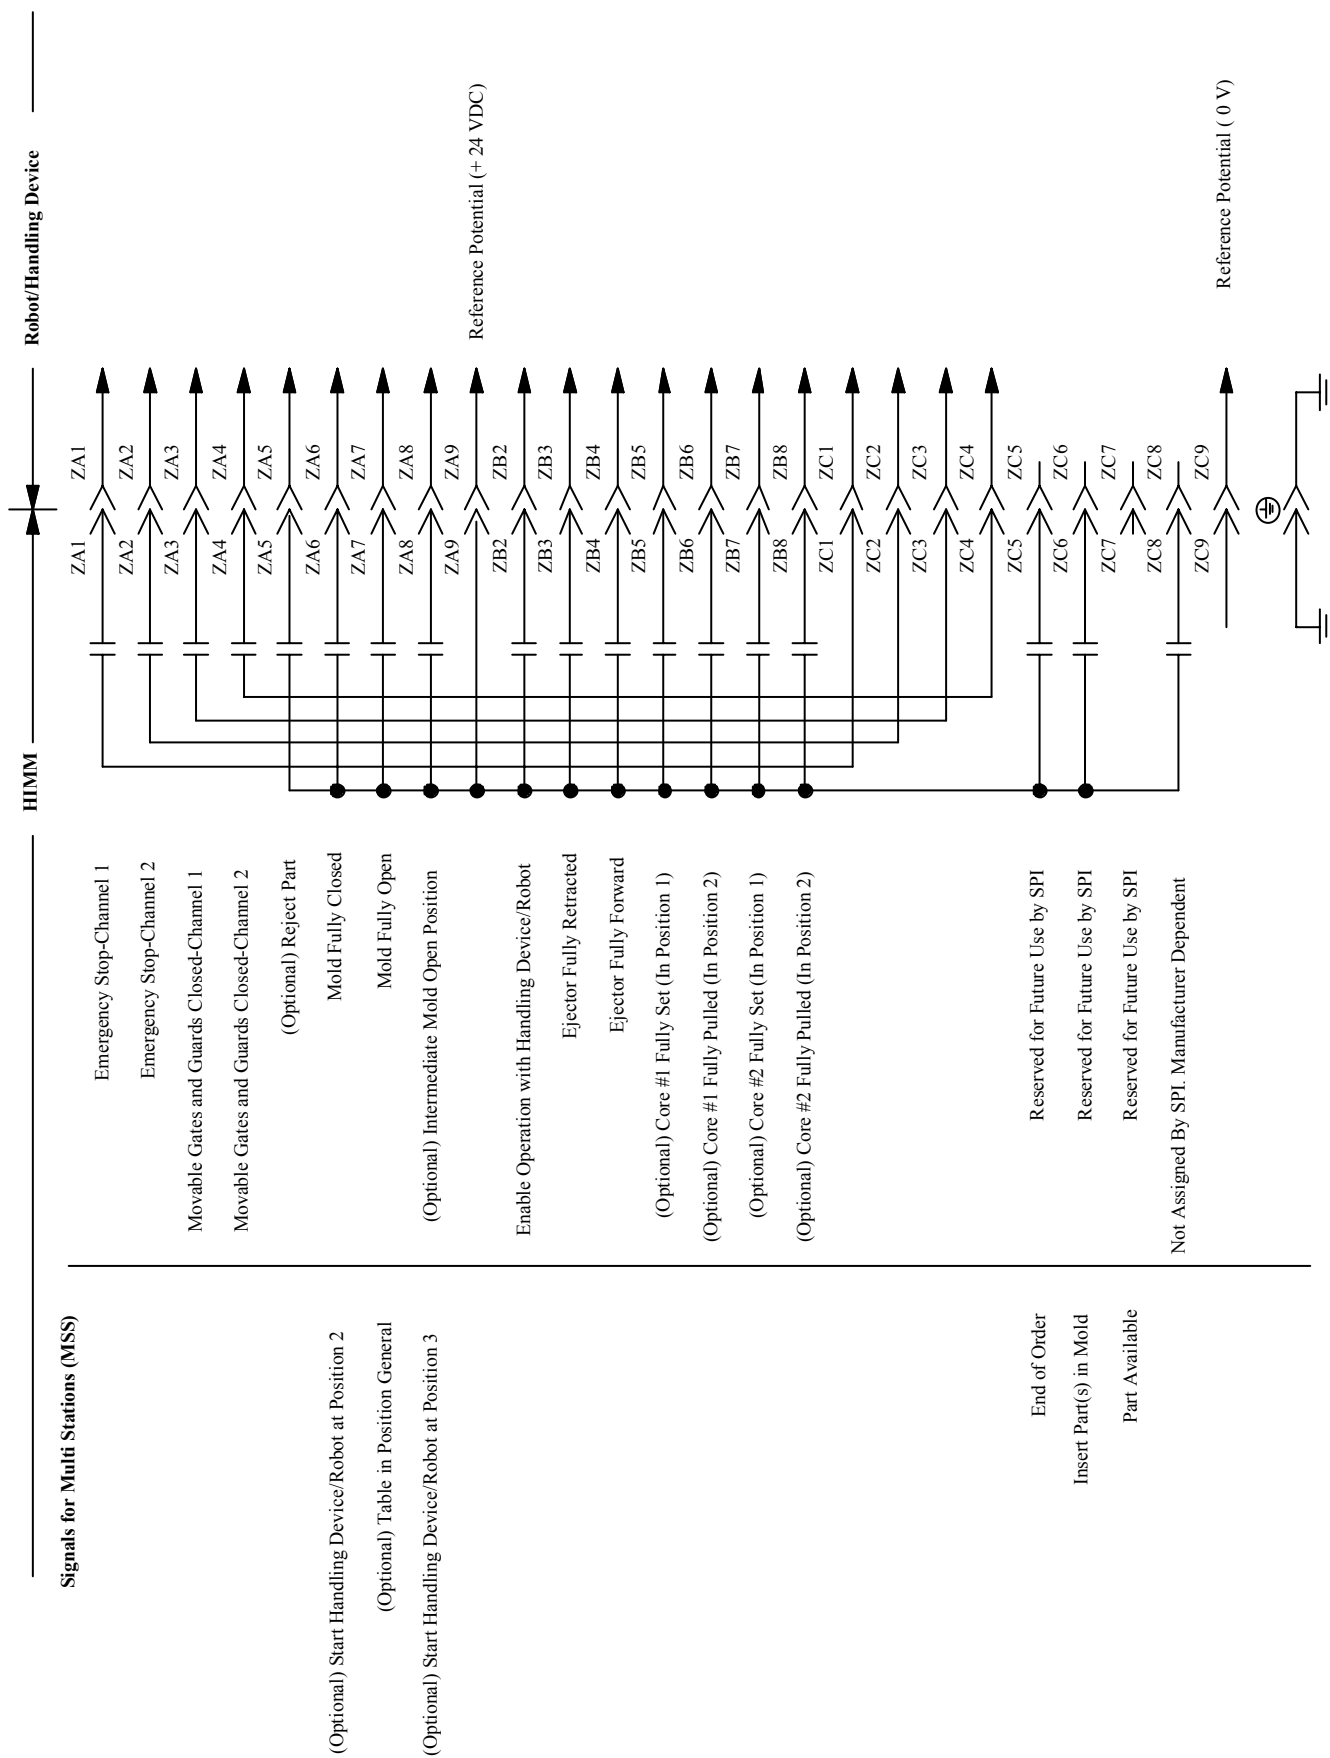 Signals for Multi Stations (MSS)
HIMM
Robot/Handling Device
Emergency Stop-Channel 1
ZA1
ZA1
Emergency Stop-Channel 2
ZA2
ZA2
Movable Gates and Guards Closed-Channel 1
ZA3
ZA3
Movable Gates and Guards Closed-Channel 2
ZA4
ZA4
(Optional) Reject Part
ZA5
ZA5
(Optional) Start Handling Device/Robot at Position 2
Mold Fully Closed
ZA6
ZA6
(Optional) Table in Position General
Mold Fully Open
ZA7
ZA7
(Optional) Start Handling Device/Robot at Position 3
(Optional) Intermediate Mold Open Position
ZA8
ZA8
ZA9
ZA9
Reference Potential (+ 24 VDC)
Enable Operation with Handling Device/Robot
ZB2
ZB2
Ejector Fully Retracted
ZB3
ZB3
Ejector Fully Forward
ZB4
ZB4
(Optional) Core #1 Fully Set (In Position 1)
ZB5
ZB5
(Optional) Core #1 Fully Pulled (In Position 2)
ZB6
ZB6
(Optional) Core #2 Fully Set (In Position 1)
ZB7
ZB7
(Optional) Core #2 Fully Pulled (In Position 2)
ZB8
ZB8
ZC1
ZC1
ZC2
ZC2
ZC3
ZC3
ZC4
ZC4
End of Order
Reserved for Future Use by SPI
ZC5
ZC5
Insert Part(s) in Mold
Reserved for Future Use by SPI
ZC6
ZC6
Part Available
Reserved for Future Use by SPI
ZC7
ZC7
Not Assigned By SPI. Manufacturer Dependent
ZC8
ZC8
ZC9
ZC9
Reference Potential ( 0 V)